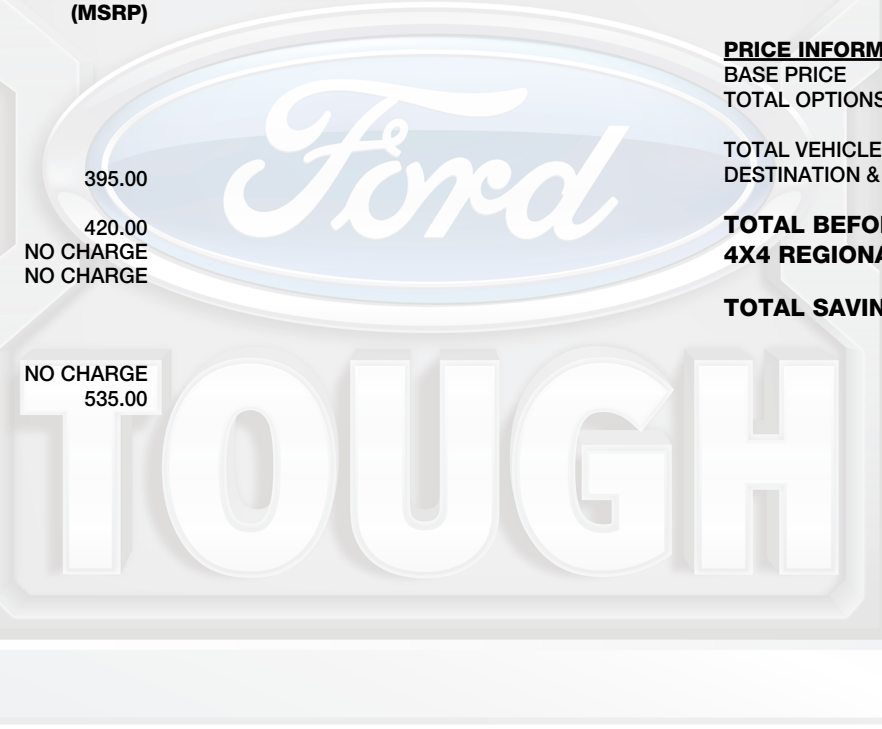 (MSRP)
395.00
420.00
NO CHARGE
NO CHARGE
NO CHARGE
535.00
PRICE INFORM
BASE PRICE
TOTAL OPTIONS
TOTAL VEHICLE
DESTINATION &
TOTAL BEFO
4X4 REGIONA
TOTAL SAVIN
Ford
TOUGH